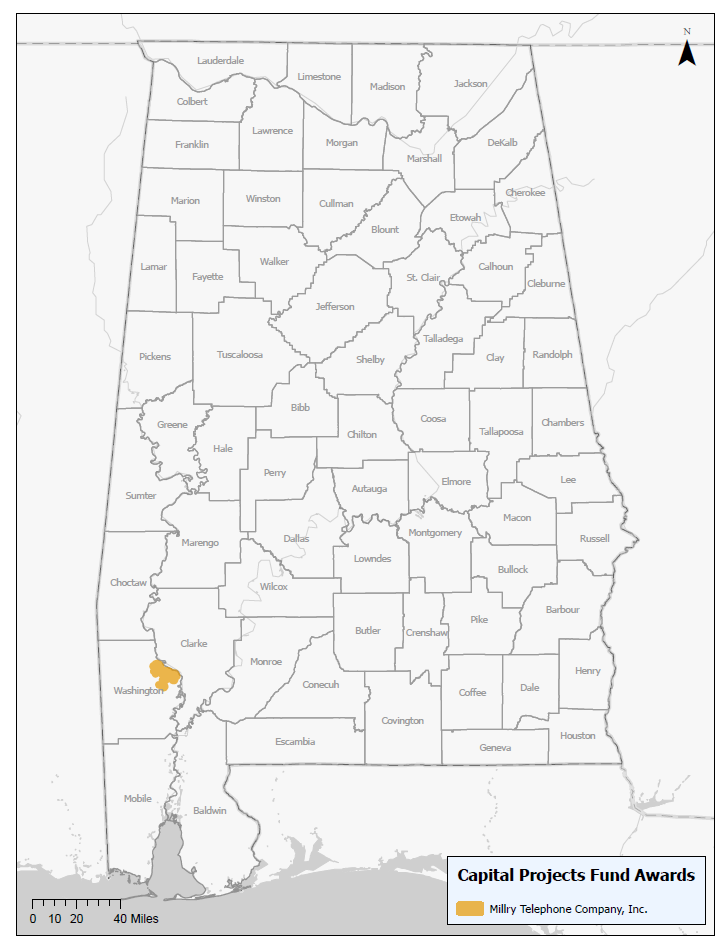 N
Lauderdale
Limestone
Madison
Jackson
Colbert
Lawrence
Franklin
Morgan
DeKalb
Marshall
Cherokee
Marion
Winston
Cullman
Etowah
Blount
Lamar
Walker
Fayette
Calhoun
St. Clair
Cleburne
Jefferson
Talladega
Pickens
Tuscaloosa
Shelby
Clay
Randolph
Bibb
Greene
Coosa
Chambers
Chilton
Tallapoosa
Hale
Perry
Elmore
Lee
Autauga
Sumter
Macon
Montgomery
Dallas
Russell
Marengo
Lowndes
Bullock
Choctaw
Wilcox
Barbour
Pike
Butler
Crenshaw
Clarke
Monroe
Henry
Conecuh
Washington
Coffee
Dale
Covington
Houston
Escambia
Geneva
Mobile
Baldwin
Capital Projects Fund Awards
Millry Telephone Company, Inc.
0 10 20 40 Miles